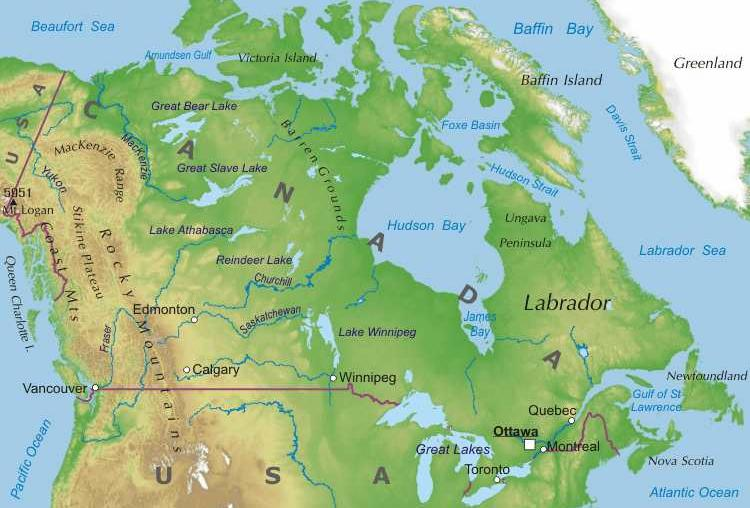 Beaufort Sea
Baffin Bay
Amundsen Gulf
Victoria Island
Greenland
Baffin Island
USA
CANADA
Great Bear Lake
Barren Grounds
Foxe Basin
Davis Strait
MacKenzie Range
MacKenzie
Great Slave Lake
Hudson Strait
Yukon
5951
Mt Logan
Stikine Plateau
Coast Mts
Rocky Mountains
Lake Athabasca
Hudson Bay
Ungava
Peninsula
Labrador Sea
Queen Charlotte I.
Reindeer Lake
Churchill
Labrador
Edmonton
Saskatchewan
James
Bay
Fraser
Lake Winnipeg
Calgary
Winnipeg
Vancouver
Newfoundland
Gulf of St
Lawrence
Quebec
Ottawa
Montreal
Great Lakes
Toronto
Nova Scotia
Pacific Ocean
USA
Atlantic Ocean